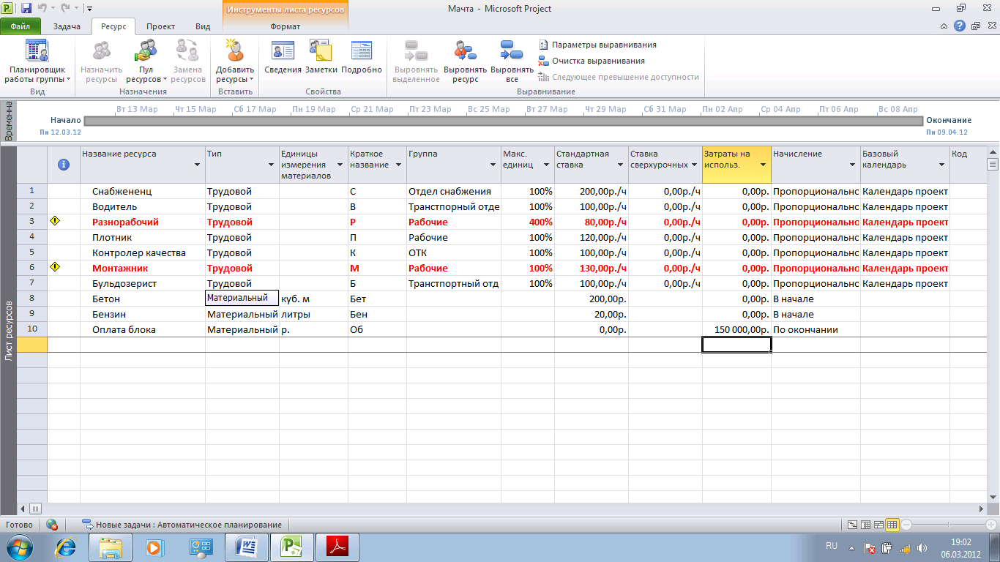 Инструменты листа ресурсов
Мачта - Microsoft Project
Файл Задача Ресурс Проект Вид Формат
Планировщик работы группы
Назначить ресурсы
Пул ресурсов
Замена ресурсов
Добавить ресурсы
Сведения Заметки Подробно
Выровнять выделенное
Выровнять ресурс
Выровнять все
Параметры выравнивания
Очистка выравнивания
Следующее превышение доступности
Вид Назначения Вставить Свойства Выравнивание
Временна
Вт 13 Мар Чт 15 Мар Сб 17 Мар Пн 19 Мар Ср 21 Мар Пт 23 Мар Вс 25 Мар Вт 27 Мар Чт 29 Мар Сб 31 Мар Пн 02 Апр Ср 04 Апр Пт 06 Апр Вс 08 Апр
Начало
Пн 12.03.12
Окончание
Пн 09.04.12
Лист ресурсов
Название ресурса Тип Единицы измерения материалов Краткое название Группа Макс. единиц Стандартная ставка Ставка сверхурочных Затраты на использ. Начисление Базовый календарь Код
1 Снабжененц Трудовой С Отдел снабжения 100% 200,00р./ч 0,00р./ч 0,00р. Пропорционально Календарь проект
2 Водитель Трудовой В Транспорный отде 100% 100,00р./ч 0,00р./ч 0,00р. Пропорционально Календарь проект
3 Разнорабочий Трудовой Р Рабочие 400% 80,00р./ч 0,00р./ч 0,00р. Пропорционально Календарь проект
4 Плотник Трудовой П Рабочие 100% 120,00р./ч 0,00р./ч 0,00р. Пропорционально Календарь проект
5 Контролер качества Трудовой К ОТК 100% 100,00р./ч 0,00р./ч 0,00р. Пропорционально Календарь проект
6 Монтажник Трудовой М Рабочие 100% 130,00р./ч 0,00р./ч 0,00р. Пропорционально Календарь проект
7 Бульдозерист Трудовой Б Транспортный отд 100% 100,00р./ч 0,00р./ч 0,00р. Пропорционально Календарь проект
8 Бетон Материальный куб. м Бет 200,00р. 0,00р. В начале
9 Бензин Материальный литры Бен 20,00р. 0,00р. В начале
10 Оплата блока Материальный р. Об 0,00р. 150 000,00р. По окончании
Готово Новые задачи : Автоматическое планирование
RU
19:02
06.03.2012